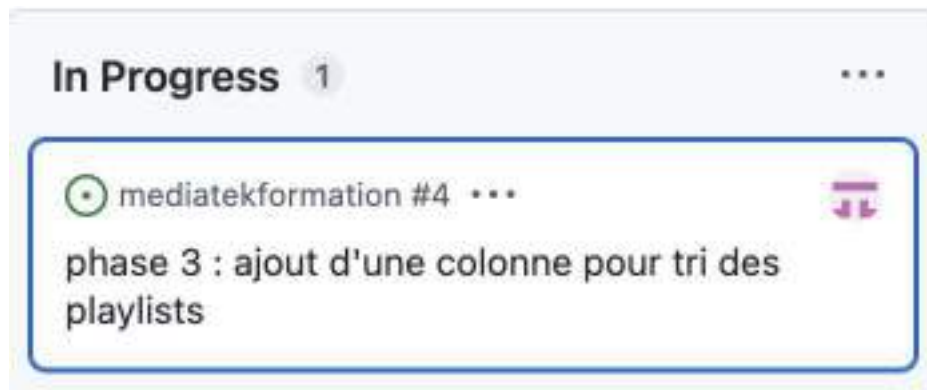 In Progress 1 ...
mediatekformation #4 ...
phase 3 : ajout d'une colonne pour tri des
playlists